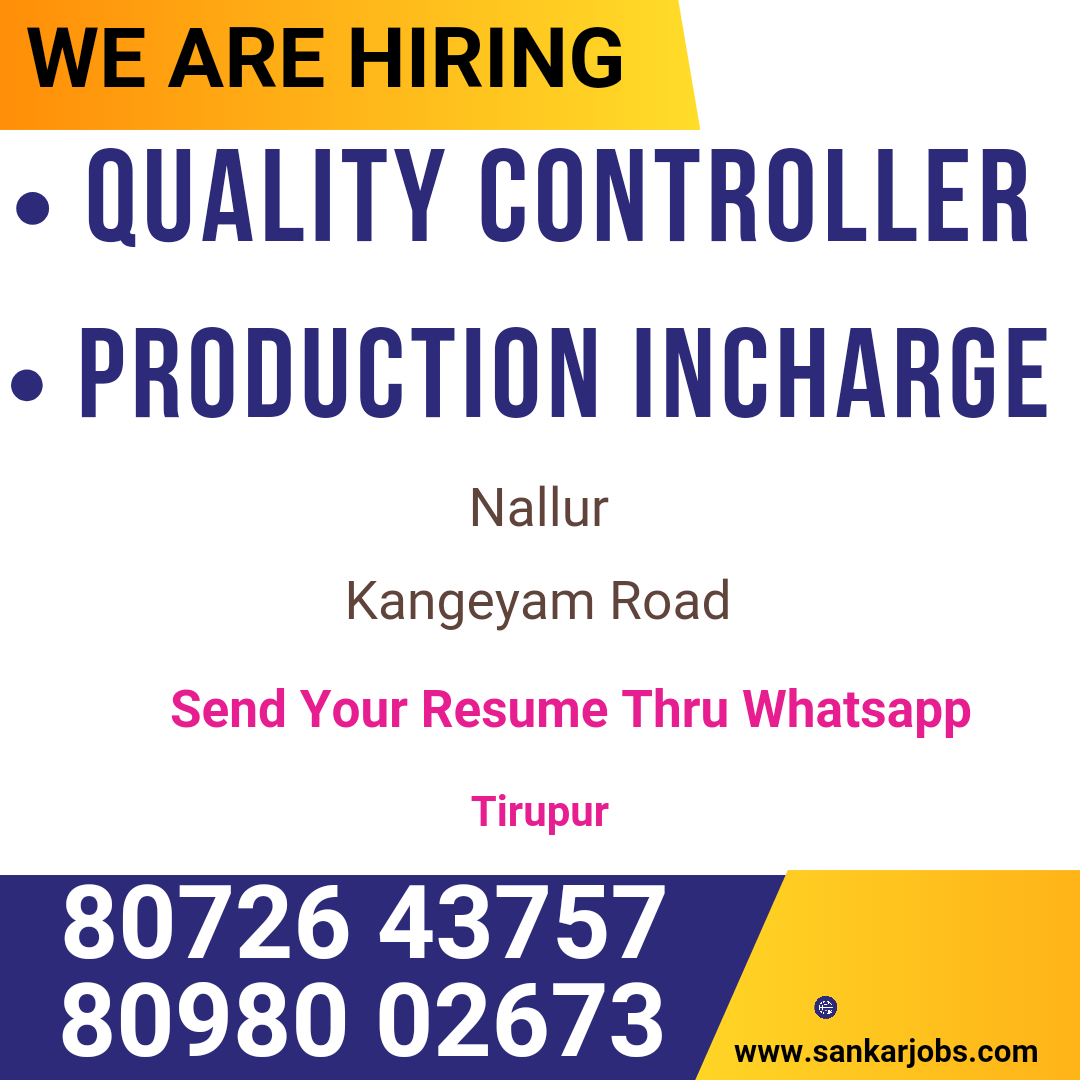 WE ARE HIRING
• QUALITY CONTROLLER
• PRODUCTION INCHARGE
Nallur
Kangeyam Road
Send Your Resume Thru Whatsapp
Tirupur
80726 43757
80980 02673
www.sankarjobs.com